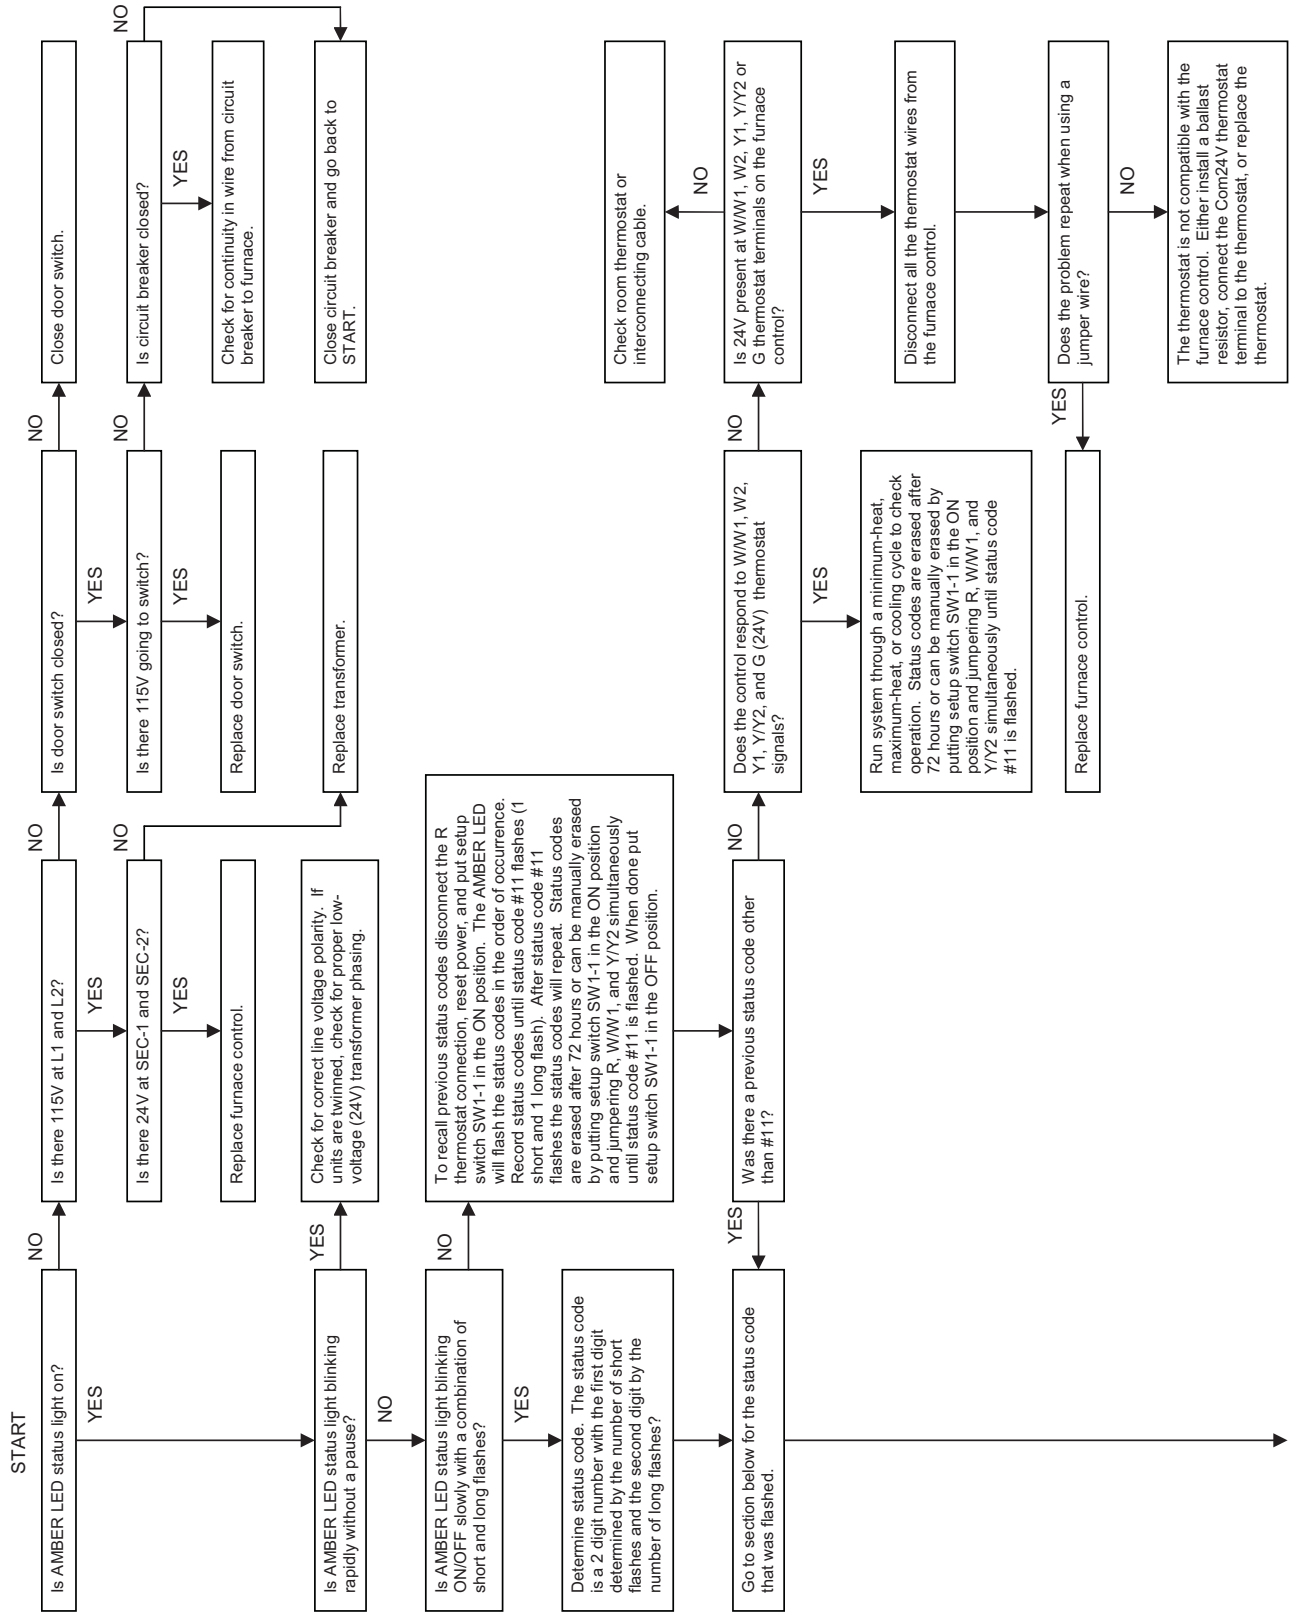 START
Is AMBER LED status light on?
NO
YES
Is there 115V at L1 and L2?
NO
YES
Is door switch closed?
NO
YES
Close door switch.
Is there 24V at SEC-1 and SEC-2?
NO
YES
Is there 115V going to switch?
NO
YES
Is circuit breaker closed?
NO
YES
Replace furnace control.
Replace door switch.
Check for continuity in wire from circuit
breaker to furnace.
Is AMBER LED status light blinking
rapidly without a pause?
YES
NO
Check for correct line voltage polarity. If
units are twinned, check for proper low-
voltage (24V) transformer phasing.
Replace transformer.
Close circuit breaker and go back to
START.
Is AMBER LED status light blinking
ON/OFF slowly with a combination of
short and long flashes?
NO
YES
To recall previous status codes disconnect the R
thermostat connection, reset power, and put setup
switch SW1-1 in the ON position. The AMBER LED
will flash the status codes in the order of occurrence.
Record status codes until status code #11 flashes (1
short and 1 long flash). After status code #11
flashes the status codes will repeat. Status codes
are erased after 72 hours or can be manually erased
by putting setup switch SW1-1 in the ON position
and jumpering R, W/W1, and Y/Y2 simultaneously
until status code #11 is flashed. When done put
setup switch SW1-1 in the OFF position.
Determine status code. The status code
is a 2 digit number with the first digit
determined by the number of short
flashes and the second digit by the
number of long flashes?
Check room thermostat or
interconnecting cable.
NO
Go to section below for the status code
that was flashed.
YES
Was there a previous status code other
than #11?
NO
Does the control respond to W/W1, W2,
Y1, Y/Y2, and G (24V) thermostat
signals?
NO
YES
Is 24V present at W/W1, W2, Y1, Y/Y2 or
G thermostat terminals on the furnace
control?
YES
Run system through a minimum-heat,
maximum-heat, or cooling cycle to check
operation. Status codes are erased after
72 hours or can be manually erased by
putting setup switch SW1-1 in the ON
position and jumpering R, W/W1, and
Y/Y2 simultaneously until status code
#11 is flashed.
Disconnect all the thermostat wires from
the furnace control.
Replace furnace control.
YES
Does the problem repeat when using a
jumper wire?
NO
The thermostat is not compatible with the
furnace control. Either install a ballast
resistor, connect the Com24V thermostat
terminal to the thermostat, or replace the
thermostat.